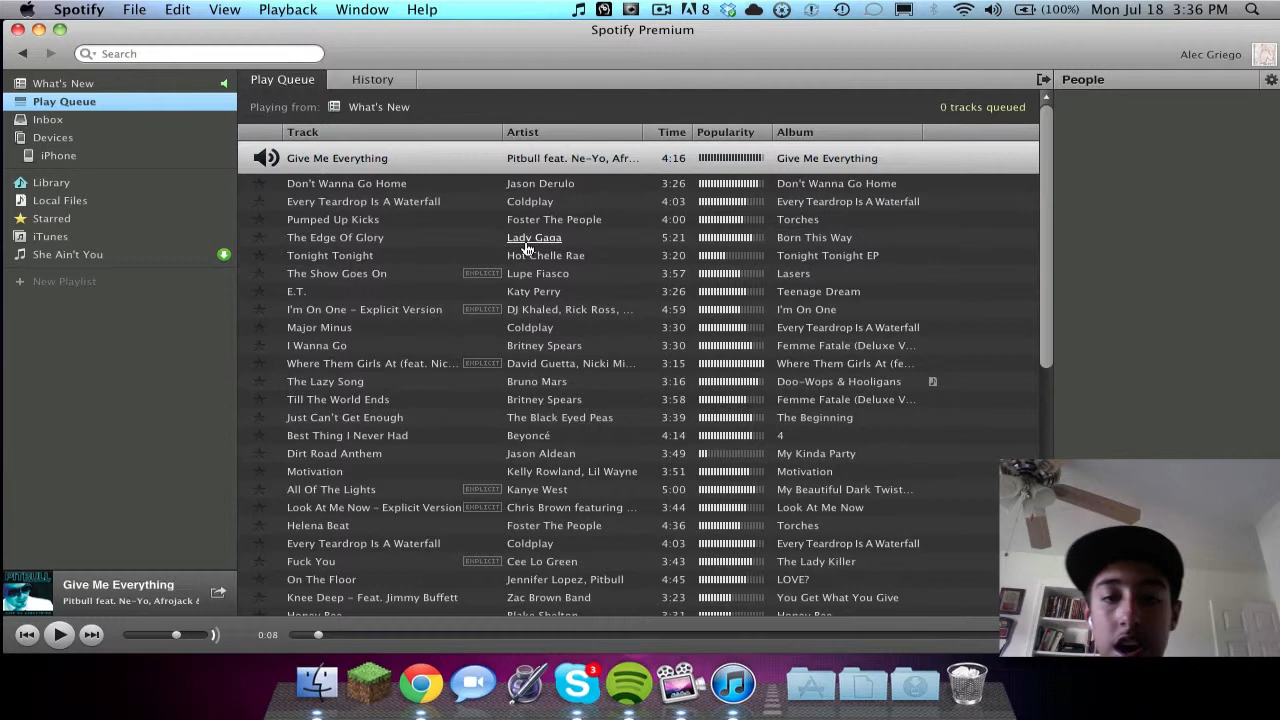 Spotify File Edit View Playback Window Help 8 (100%) Mon Jul 18 3:36 PM
Spotify Premium
Search Alec Griego
What's New
Play Queue
Inbox
Devices
iPhone
Library
Local Files
Starred
iTunes
She Ain't You
+ New Playlist
Play Queue History
Playing from: What's New 0 tracks queued
Track Artist Time Popularity Album
Give Me Everything Pitbull feat. Ne-Yo, Afr... 4:16 Give Me Everything
Don't Wanna Go Home Jason Derulo 3:26 Don't Wanna Go Home
Every Teardrop Is A Waterfall Coldplay 4:03 Every Teardrop Is A Waterfall
Pumped Up Kicks Foster The People 4:00 Torches
The Edge Of Glory Lady Gaga 5:21 Born This Way
Tonight Tonight Hot Chelle Rae 3:20 Tonight Tonight EP
The Show Goes On EXPLICIT Lupe Fiasco 3:57 Lasers
E.T. Katy Perry 3:26 Teenage Dream
I'm On One – Explicit Version EXPLICIT DJ Khaled, Rick Ross, ... 4:59 I'm On One
Major Minus Coldplay 3:30 Every Teardrop Is A Waterfall
I Wanna Go Britney Spears 3:30 Femme Fatale (Deluxe V...
Where Them Girls At (feat. Nic... EXPLICIT David Guetta, Nicki Mi... 3:15 Where Them Girls At (fe...
The Lazy Song Bruno Mars 3:16 Doo-Wops & Hooligans
Till The World Ends Britney Spears 3:58 Femme Fatale (Deluxe V...
Just Can't Get Enough The Black Eyed Peas 3:39 The Beginning
Best Thing I Never Had Beyoncé 4:14 4
Dirt Road Anthem Jason Aldean 3:49 My Kinda Party
Motivation Kelly Rowland, Lil Wayne 3:51 Motivation
All Of The Lights EXPLICIT Kanye West 5:00 My Beautiful Dark Twist...
Look At Me Now – Explicit Version EXPLICIT Chris Brown featuring ... 3:44 Look At Me Now
Helena Beat Foster The People 4:36 Torches
Every Teardrop Is A Waterfall Coldplay 4:03 Every Teardrop Is A Waterfall
Fuck You EXPLICIT Cee Lo Green 3:43 The Lady Killer
On The Floor Jennifer Lopez, Pitbull 4:45 LOVE?
Knee Deep – Feat. Jimmy Buffett Zac Brown Band 3:23 You Get What You Give
Honey Bee Blake Shelton 3:31 Honey Bee
People
PITBULL
Give Me Everything
Pitbull feat. Ne-Yo, Afrojack &
0:08
3